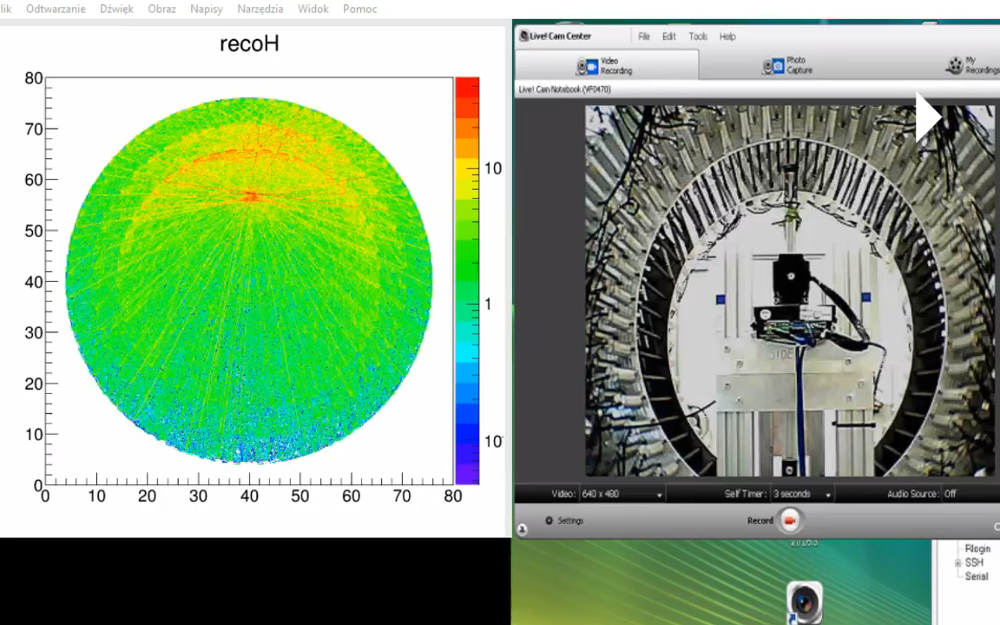 lik Odtwarzanie Dźwięk Obraz Napisy Narzędzia Widok Pomoc
recoH
80
70
60
50
40
30
20
10
0
0 10 20 30 40 50 60 70 80
10
1
10
Live! Cam Center File Edit Tools Help
Video Recording
Photo Capture
My Recordings
Live! Cam Notebook (VF0470)
Video: 640 x 480 Self Timer: 3 seconds Audio Source: Off
Settings
Record
SSH
Serial